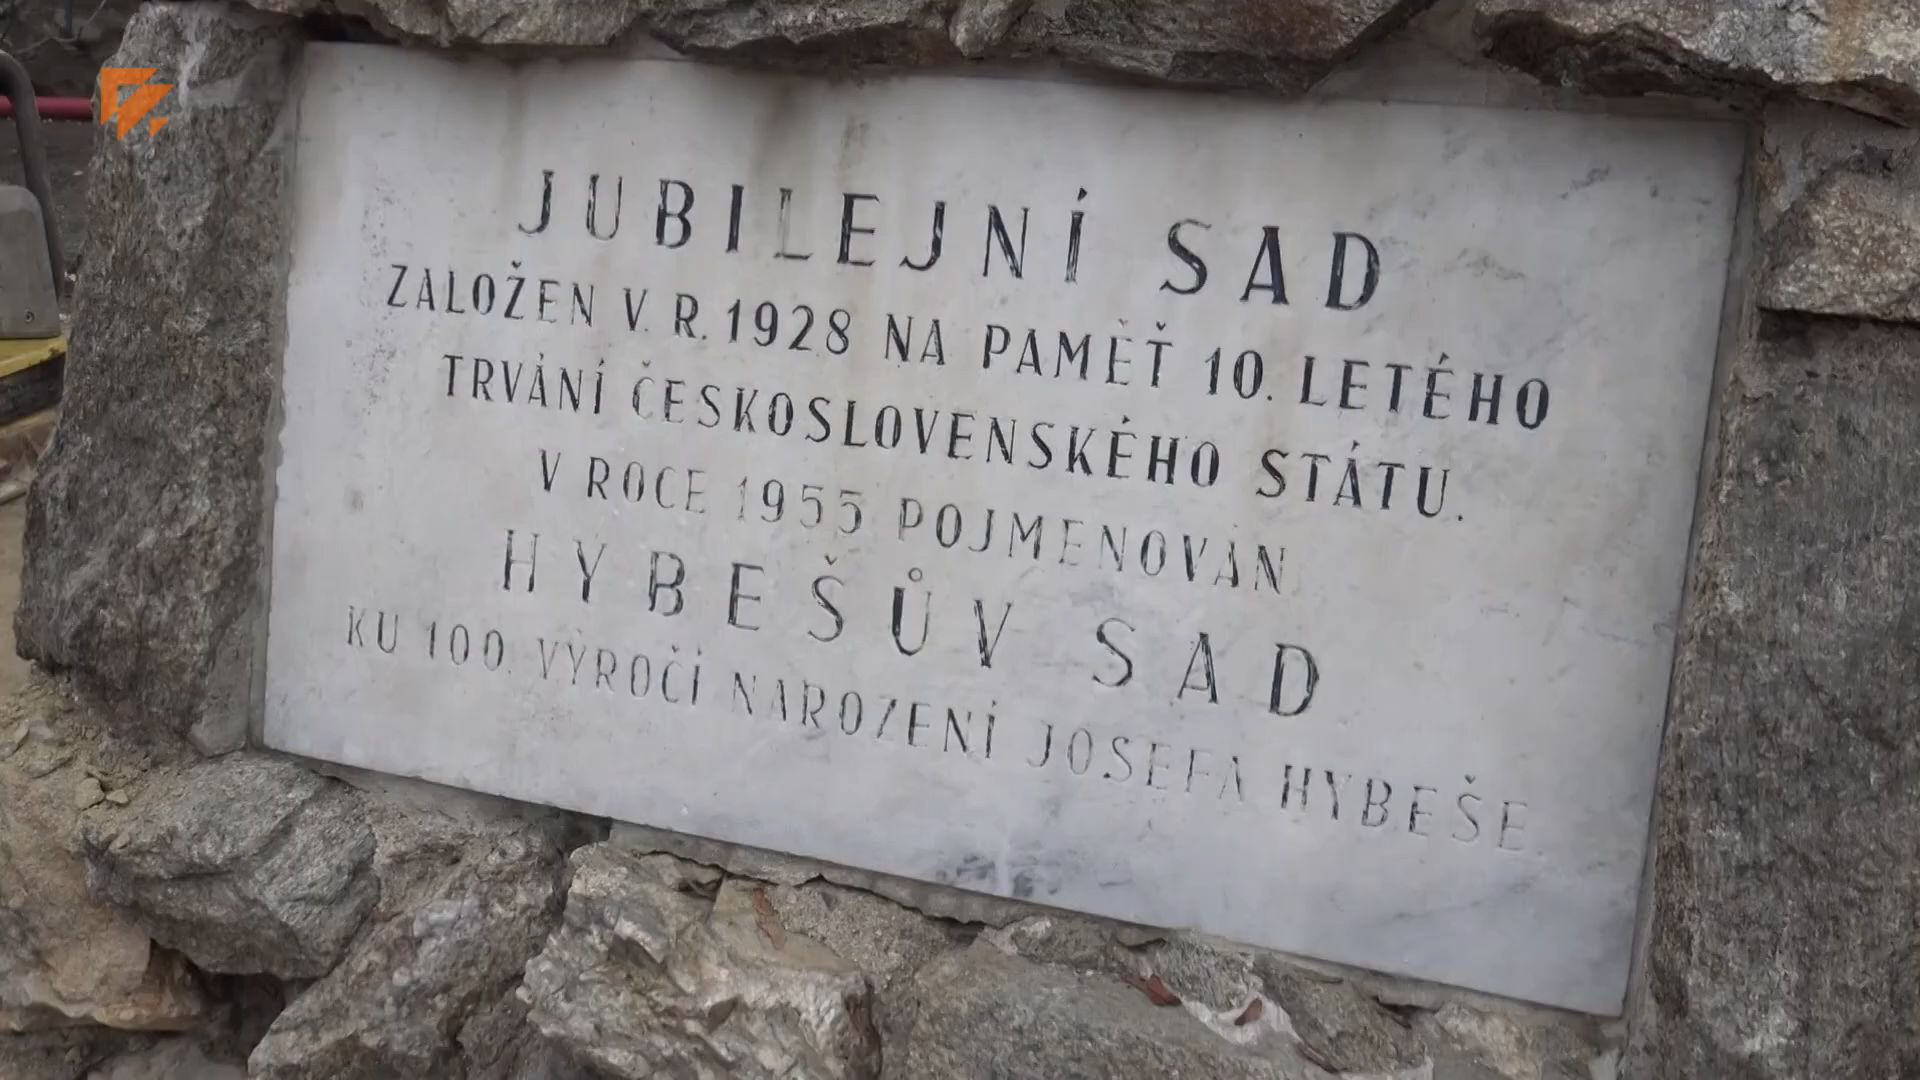 JUBILEJNÍ SAD
ZALOŽEN V. R. 1928 NA PAMĚŤ 10. LETÉHO
TRVÁNÍ ČESKOSLOVENSKÉHO STÁTU.
V ROCE 1955 POJMENOVÁN
HYBEŠŮV SAD
KU 100. VÝROČÍ NAROZENÍ JOSEFA HYBEŠE.